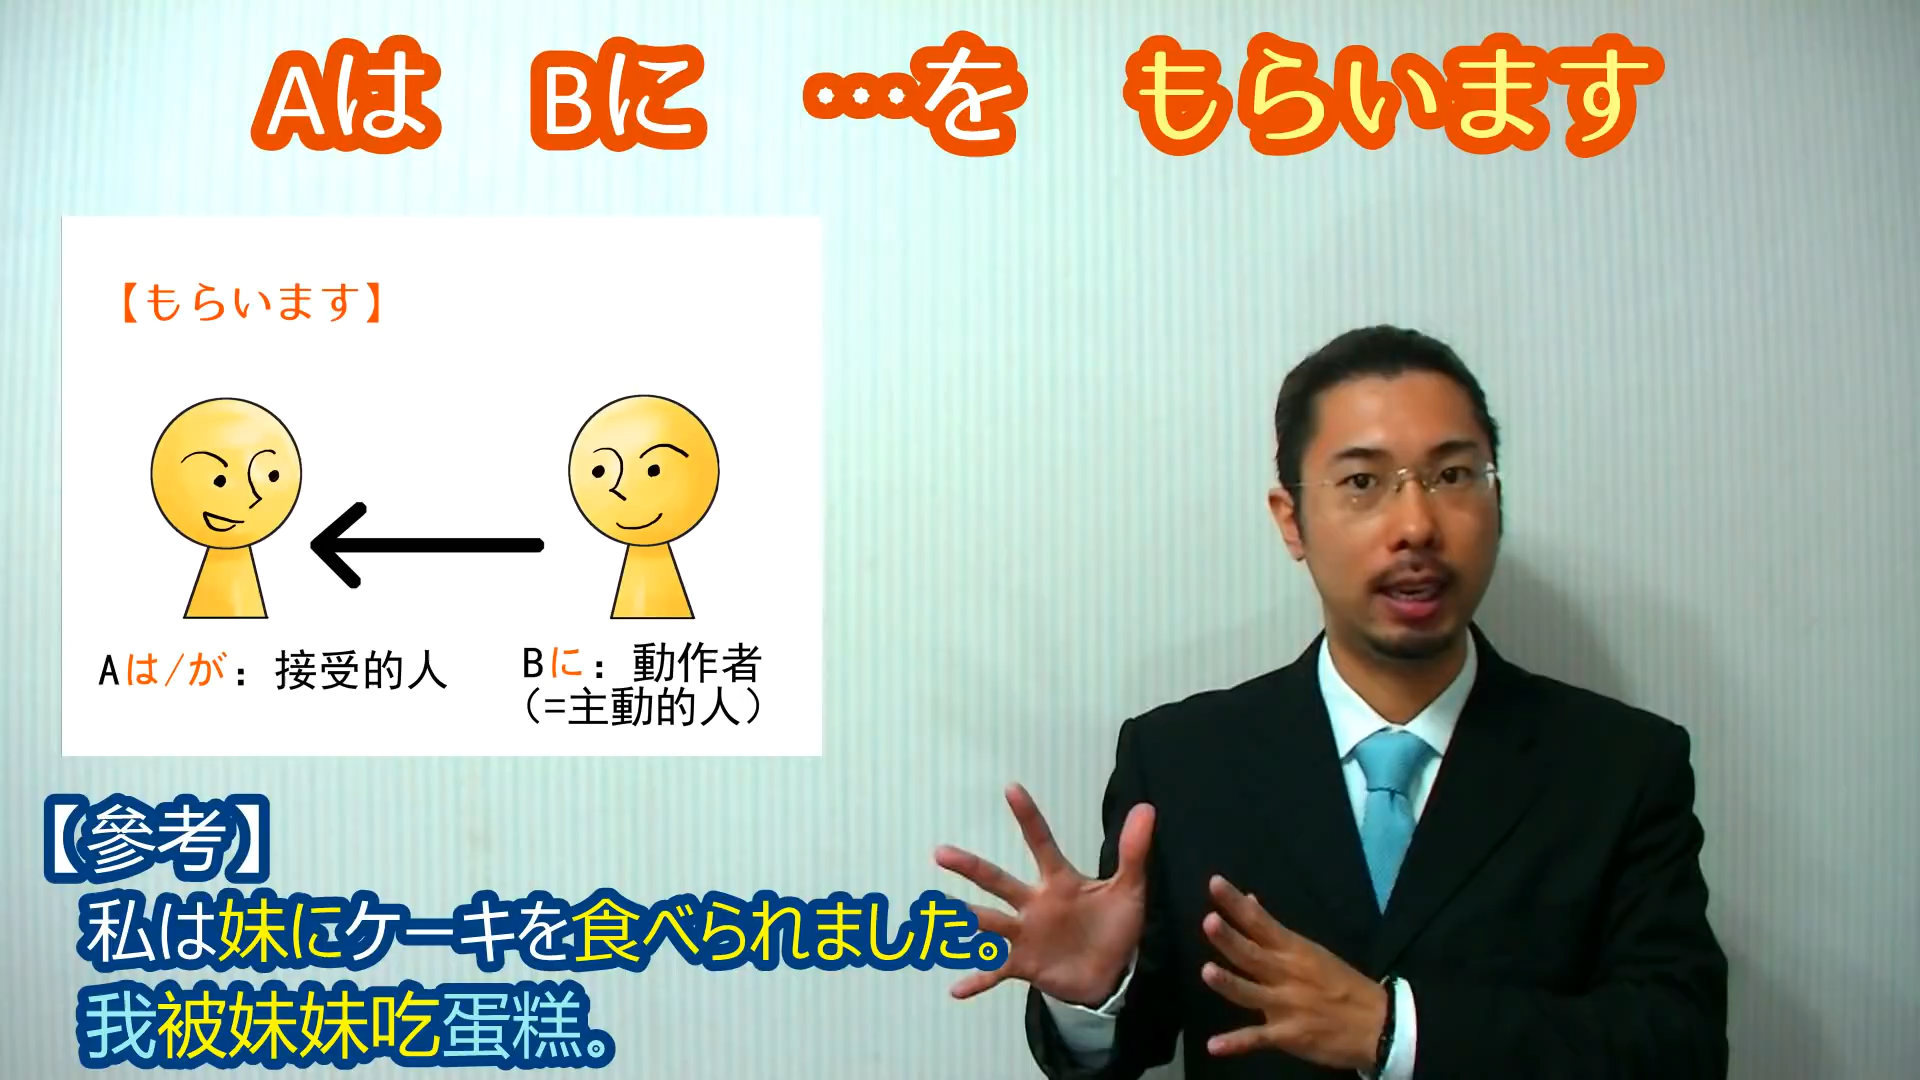 Aは　Bに　…を　もらいます
【もらいます】
Aは/が：接受的人
Bに：動作者
(=主動的人)
【參考】
私は妹にケーキを食べられました。
我被妹妹吃蛋糕。